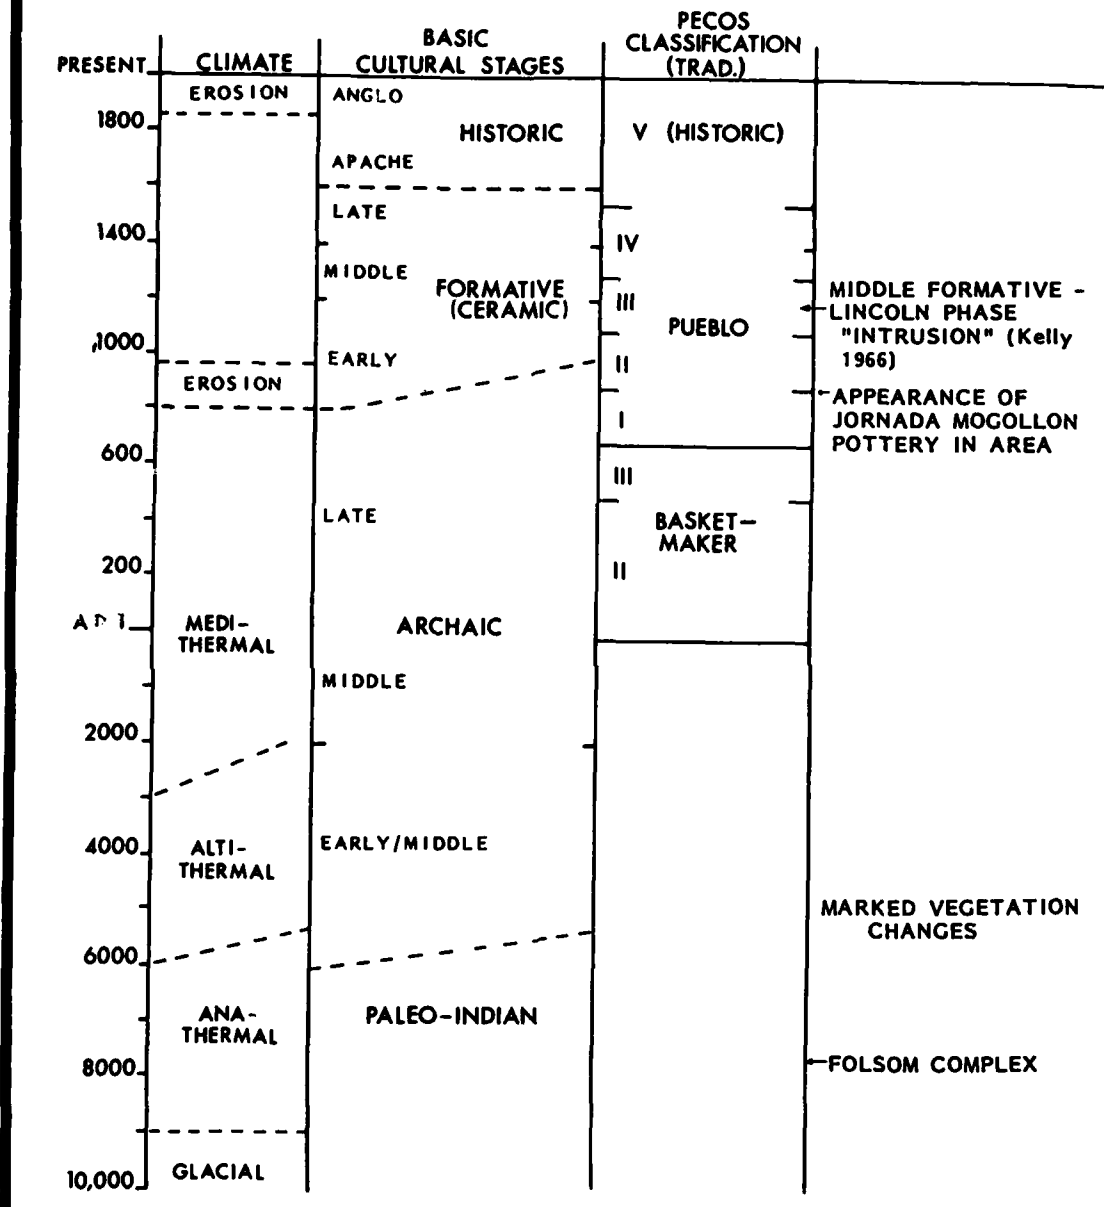 PRESENT
CLIMATE
BASIC
CULTURAL STAGES
PECOS
CLASSIFICATION
(TRAD.)
EROSION
ANGLO
1800
HISTORIC
V (HISTORIC)
APACHE
LATE
1400
IV
MIDDLE
FORMATIVE
(CERAMIC)
III
PUEBLO
MIDDLE FORMATIVE -
LINCOLN PHASE
"INTRUSION" (Kelly
1966)
1000
EARLY
II
EROSION
APPEARANCE OF
JORNADA MOGOLLON
POTTERY IN AREA
I
600
III
LATE
BASKET-
MAKER
200
II
MEDI-
THERMAL
ARCHAIC
MIDDLE
2000
4000
ALTI-
THERMAL
EARLY/MIDDLE
MARKED VEGETATION
CHANGES
6000
ANA-
THERMAL
PALEO-INDIAN
8000
FOLSOM COMPLEX
10,000
GLACIAL